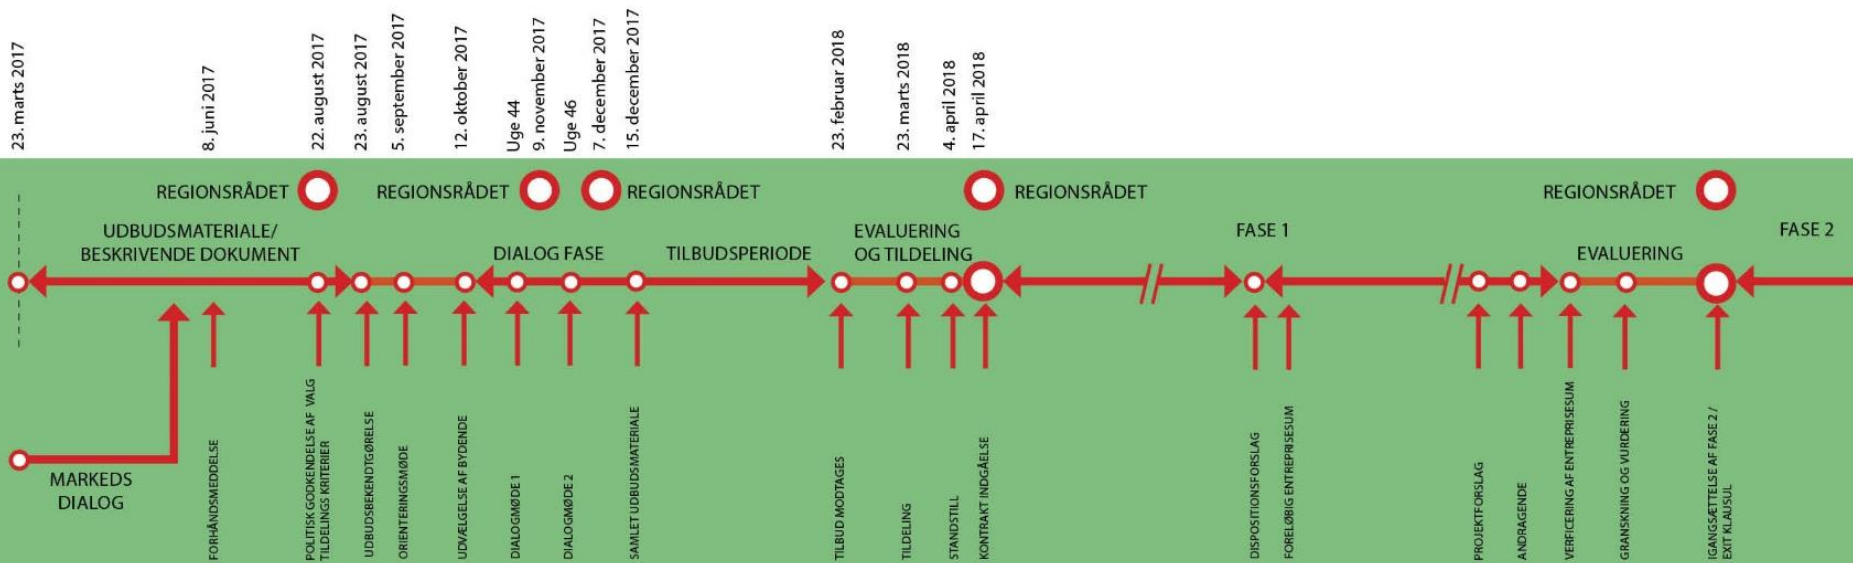 23. marts 2017
8. juni 2017
22. august 2017
23. august 2017
5. september 2017
12. oktober 2017
Uge 44
9. november 2017
Uge 46
7. december 2017
15. december 2017
23. februar 2018
23. marts 2018
4. april 2018
17. april 2018
REGIONSRÅDET
REGIONSRÅDET
REGIONSRÅDET
REGIONSRÅDET
REGIONSRÅDET
UDBUDSMATERIALE/
BESKRIVENDE DOKUMENT
DIALOG FASE
TILBUDSPERIODE
EVALUERING
OG TILDELING
FASE 1
EVALUERING
FASE 2
MARKEDS
DIALOG
FORHÅNDSMEDDELSE
POLITISK GODKENDELSE AF VALG
TILDELINGS KRITERIER
UDBUDSBEKENDTGØRELSE
ORIENTERINGSMØDE
UDVÆLGELSE AF BYDENDE
DIALOGMØDE 1
DIALOGMØDE 2
SAMLET UDBUDSMATERIALE
TILBUD MODTAGES
TILDELING
STANDSTILL
KONTRAKT INDGÅELSE
DISPOSITIONSFORSLAG
FORELØBIG ENTREPRISESUM
PROJEKTFORSLAG
ANDRAGENDE
VERFICERING AF ENTREPRISESUM
GRANSKNING OG VURDERING
IGANGSÆTTELSE AF FASE 2 /
EXIT KLAUSUL